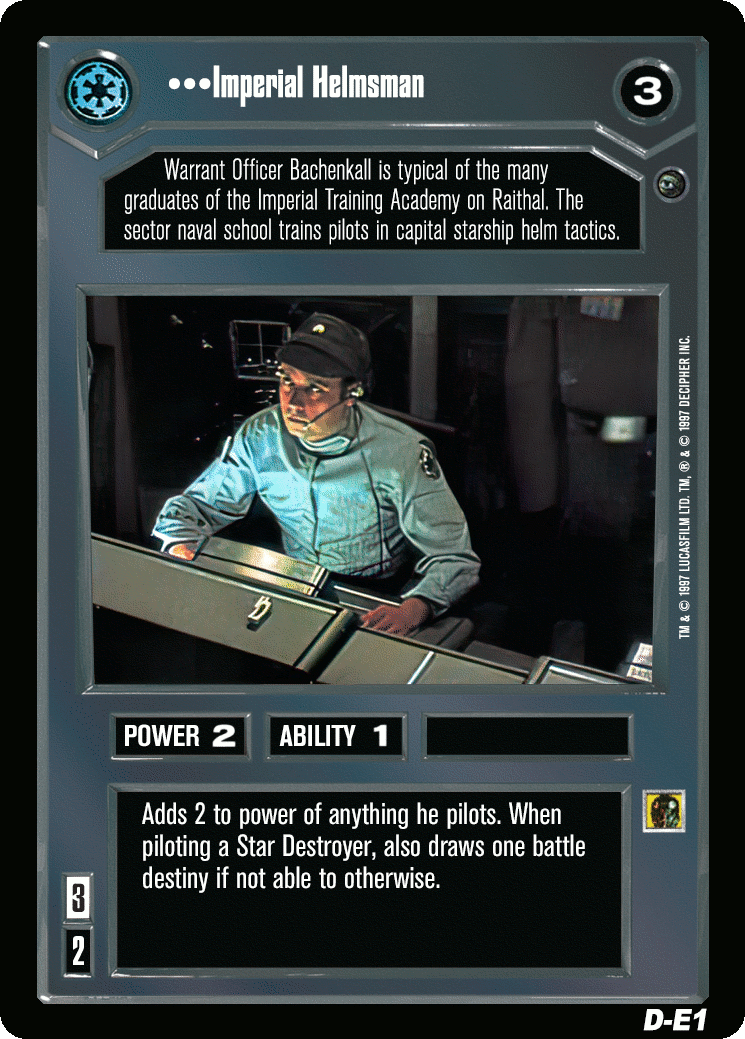 •••Imperial Helmsman
3
Warrant Officer Bachenkall is typical of the many
graduates of the Imperial Training Academy on Raithal. The
sector naval school trains pilots in capital starship helm tactics.
TM & © 1997 LUCASFILM LTD. TM, ® & © 1997 DECIPHER INC.
POWER 2
ABILITY 1
Adds 2 to power of anything he pilots. When
piloting a Star Destroyer, also draws one battle
destiny if not able to otherwise.
3
2
D-E1